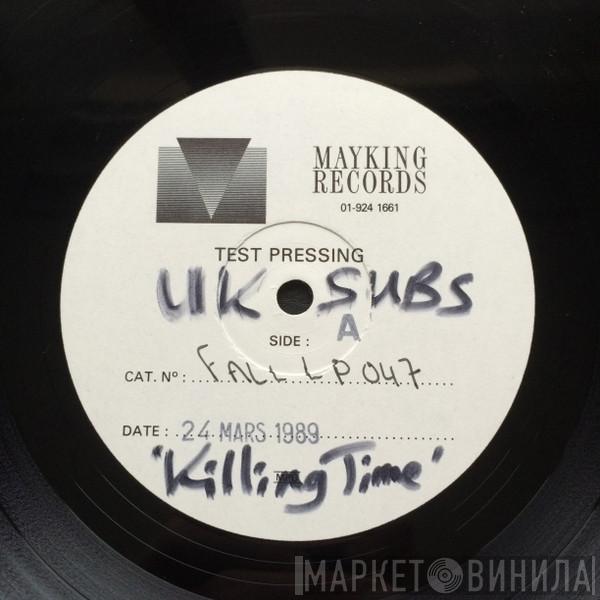 MAYKING
RECORDS
01-924 1661
TEST PRESSING
UK SUBS
SIDE : A
CAT. Nº : FALL LP 047
DATE : 24 MARS 1989
'Killing Time'
МАРКЕТ ВИНИЛА